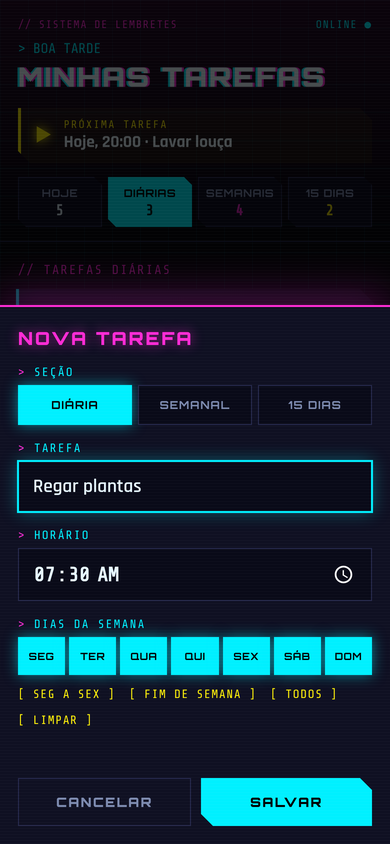 // SISTEMA DE LEMBRETES
ONLINE
> BOA TARDE
MINHAS TAREFAS
PRÓXIMA TAREFA
Hoje, 20:00 · Lavar louça
HOJE DIÁRIAS SEMANAIS 15 DIAS
5 3 4 2
// TAREFAS DIÁRIAS
NOVA TAREFA
> SEÇÃO
DIÁRIA SEMANAL 15 DIAS
> TAREFA
Regar plantas
> HORÁRIO
07:30 AM
> DIAS DA SEMANA
SEG TER QUA QUI SEX SÁB DOM
[ SEG A SEX ] [ FIM DE SEMANA ] [ TODOS ]
[ LIMPAR ]
CANCELAR SALVAR